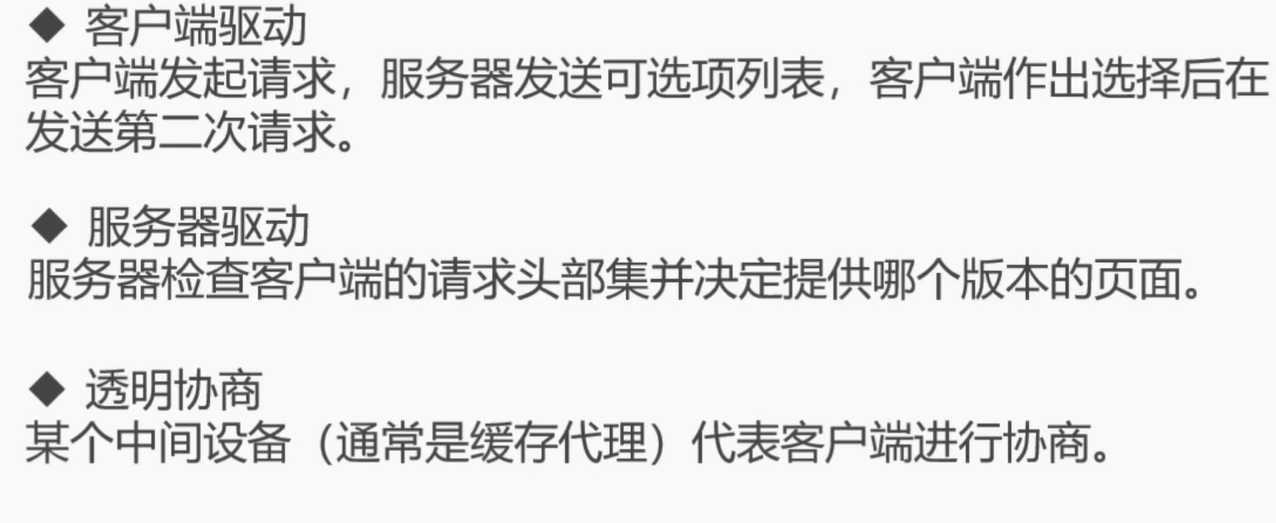 ◆ 客户端驱动
客户端发起请求，服务器发送可选项列表，客户端作出选择后在
发送第二次请求。
◆ 服务器驱动
服务器检查客户端的请求头部集并决定提供哪个版本的页面。
◆ 透明协商
某个中间设备（通常是缓存代理）代表客户端进行协商。